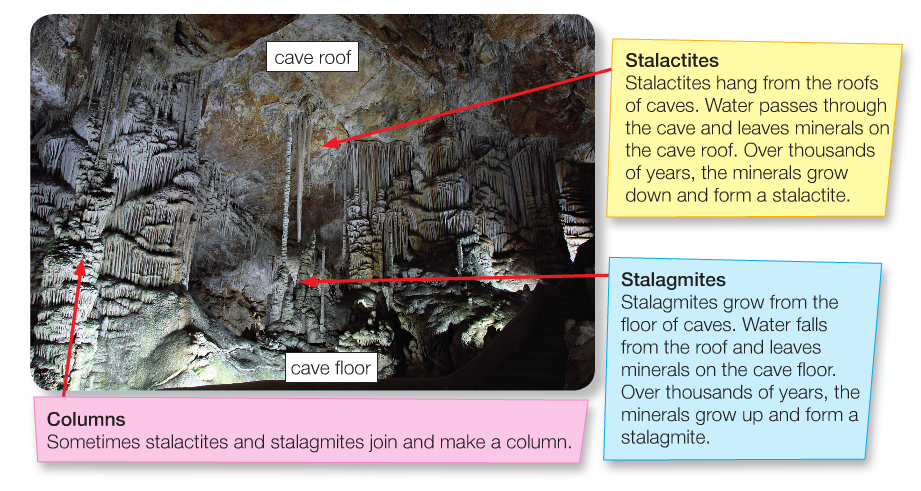 cave roof
Stalactites
Stalactites hang from the roofs
of caves. Water passes through
the cave and leaves minerals on
the cave roof. Over thousands
of years, the minerals grow
down and form a stalactite.
Stalagmites
Stalagmites grow from the
floor of caves. Water falls
from the roof and leaves
minerals on the cave floor.
Over thousands of years, the
minerals grow up and form a
stalagmite.
cave floor
Columns
Sometimes stalactites and stalagmites join and make a column.